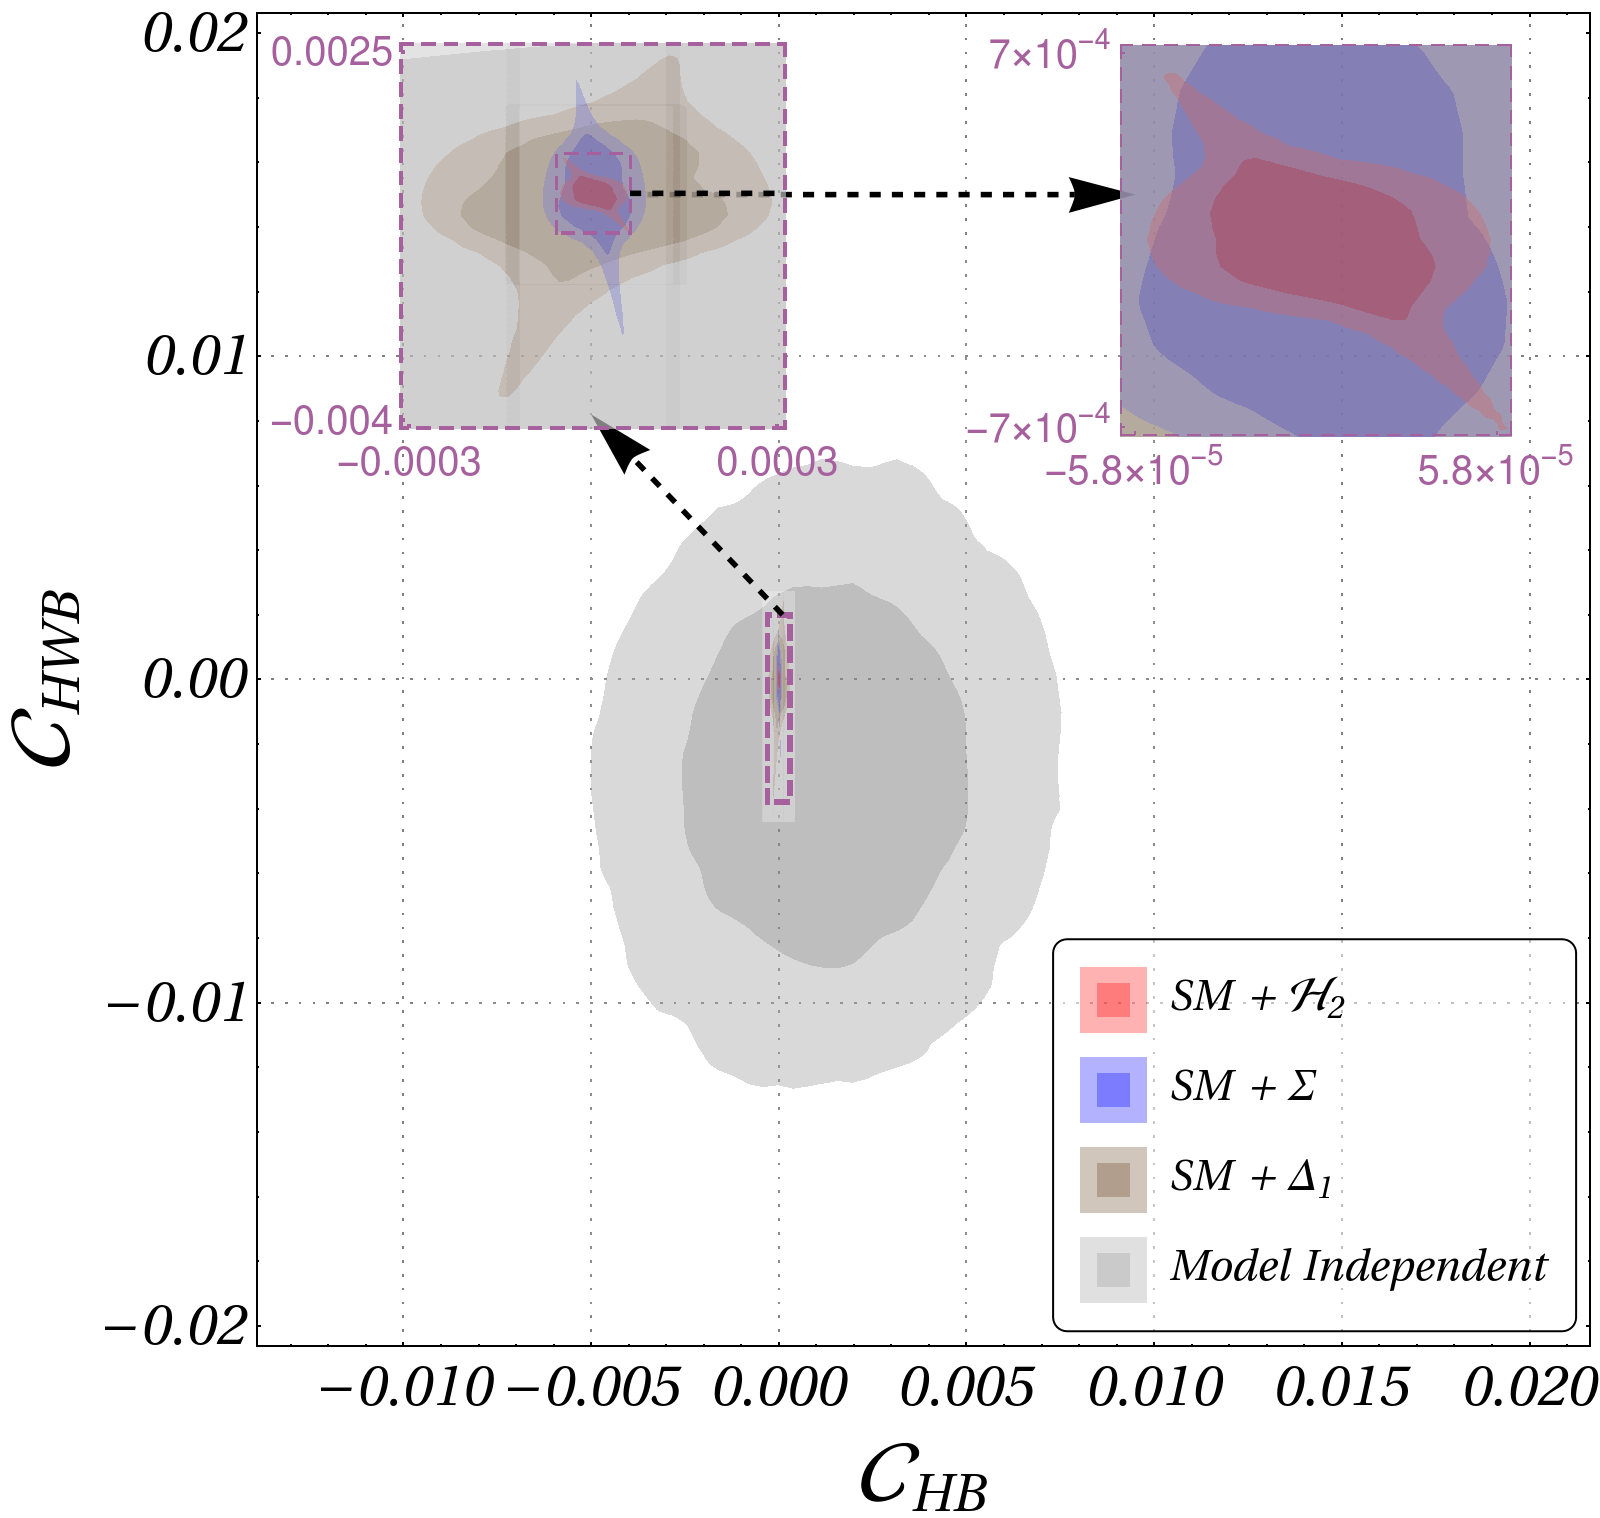 0.02
0.01
0.00
−0.01
−0.02
𝒞HWB
0.0025
−0.004
−0.0003
0.0003
7×10⁻⁴
−7×10⁻⁴
−5.8×10⁻⁵
5.8×10⁻⁵
SM + ℋ₂
SM + Σ
SM + Δ₁
Model Independent
−0.010 −0.005 0.000 0.005 0.010 0.015 0.020
𝒞HB